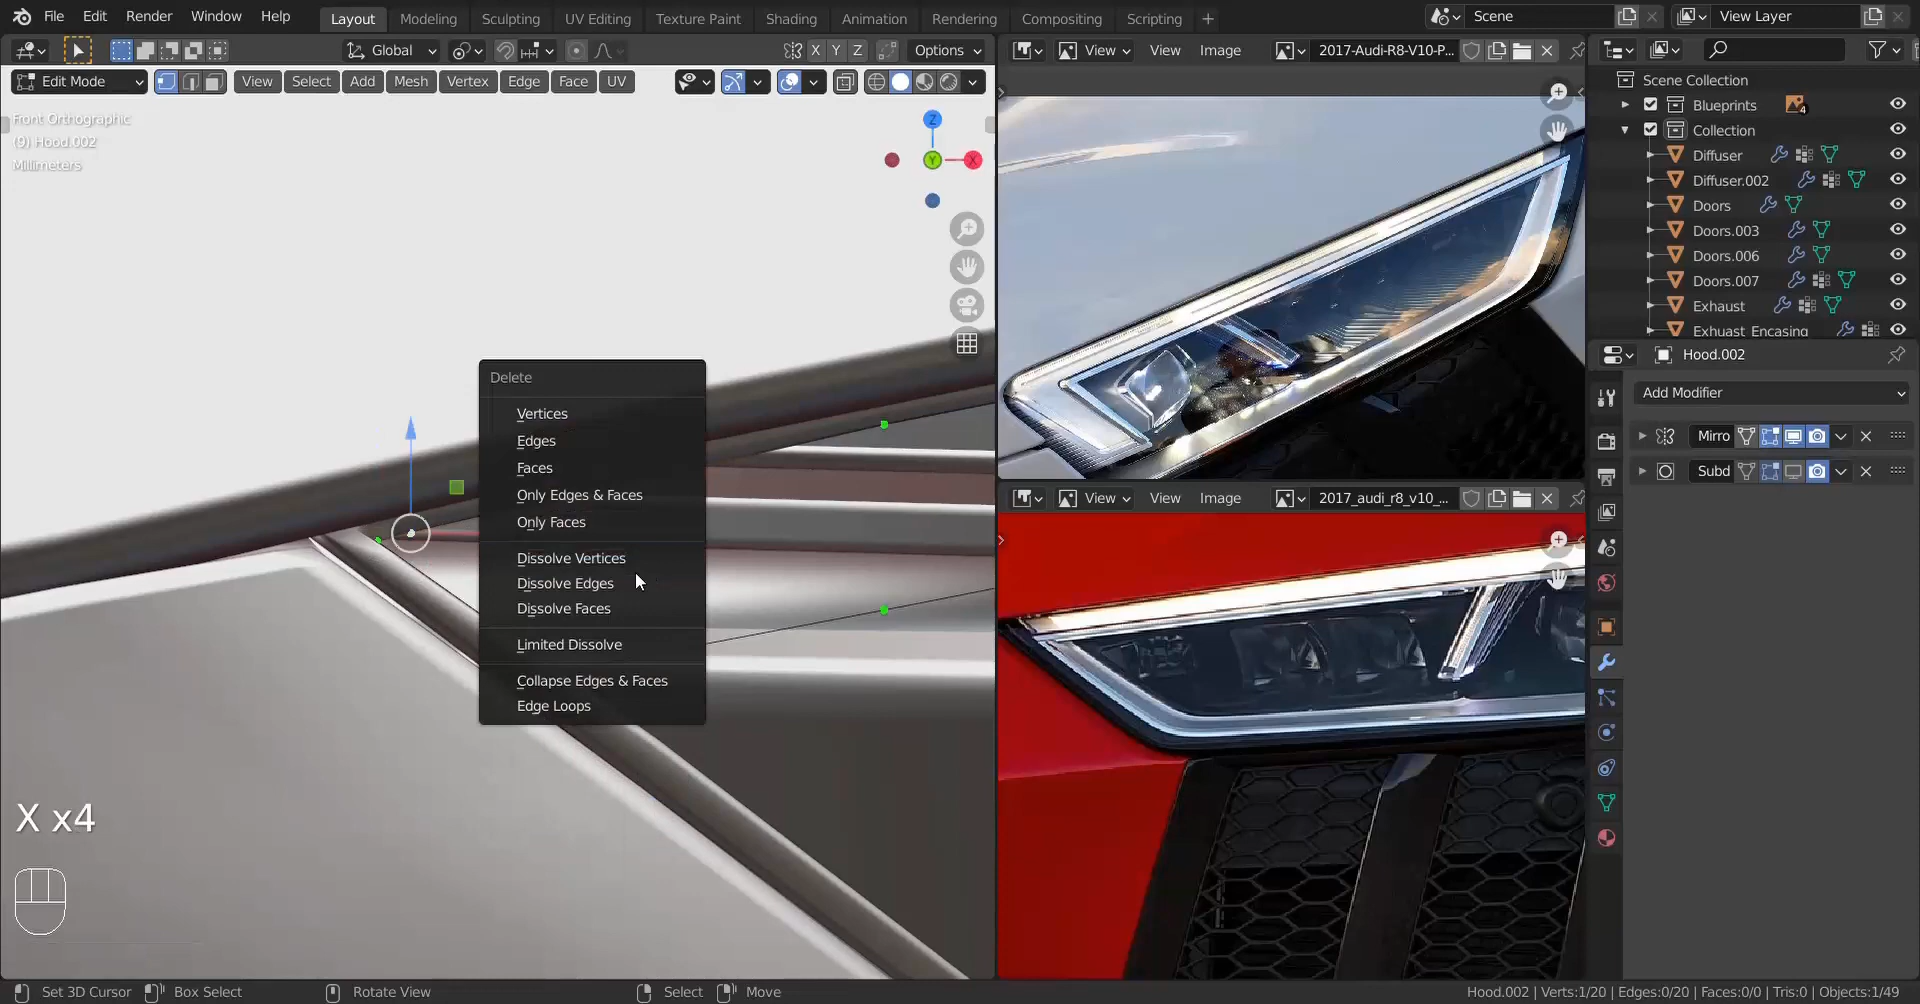 File Edit Render Window Help Layout Modeling Sculpting UV Editing Texture Paint Shading Animation Rendering Compositing Scripting + Scene View Layer
Global X Y Z Options View View Image 2017-Audi-R8-V10-P...
Edit Mode View Select Add Mesh Vertex Edge Face UV
Front Orthographic
(9) Hood.002
Millimeters
Z
Y
X
Scene Collection
Blueprints 4
Collection
Diffuser
Diffuser.002
Doors
Doors.003
Doors.006
Doors.007
Exhaust
Exhuast Encasing
Hood.002
Add Modifier
Mirro
Subd
Delete
Vertices
Edges
Faces
Only Edges & Faces
Only Faces
Dissolve Vertices
Dissolve Edges
Dissolve Faces
Limited Dissolve
Collapse Edges & Faces
Edge Loops
View View Image 2017_audi_r8_v10_...
X x4
Set 3D Cursor Box Select Rotate View Select Move Hood.002 | Verts:1/20 | Edges:0/20 | Faces:0/0 | Tris:0 | Objects:1/49